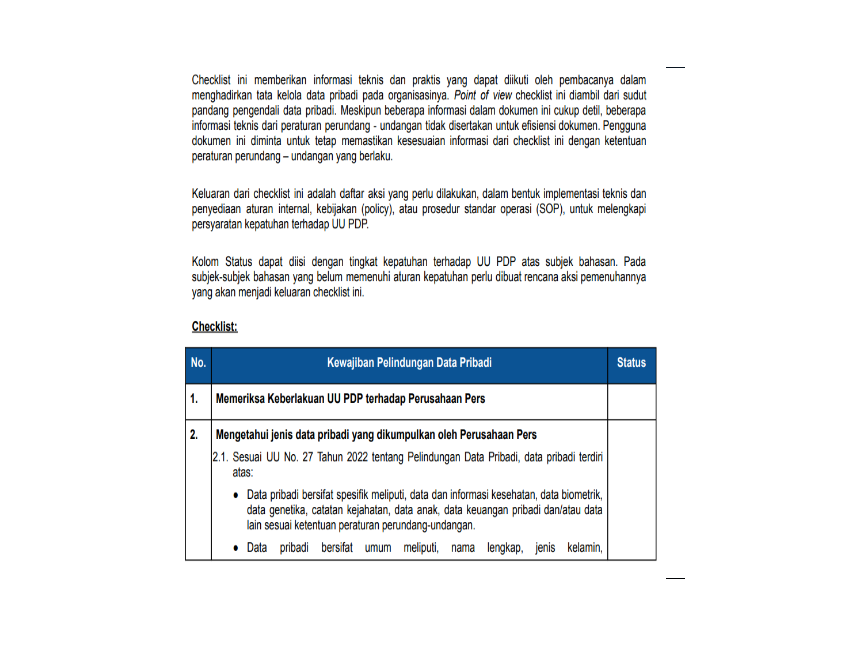 Checklist ini memberikan informasi teknis dan praktis yang dapat diikuti oleh pembacanya dalam
menghadirkan tata kelola data pribadi pada organisasinya. Point of view checklist ini diambil dari sudut
pandang pengendali data pribadi. Meskipun beberapa informasi dalam dokumen ini cukup detil, beberapa
informasi teknis dari peraturan perundang - undangan tidak disertakan untuk efisiensi dokumen. Pengguna
dokumen ini diminta untuk tetap memastikan kesesuaian informasi dari checklist ini dengan ketentuan
peraturan perundang – undangan yang berlaku.
Keluaran dari checklist ini adalah daftar aksi yang perlu dilakukan, dalam bentuk implementasi teknis dan
penyediaan aturan internal, kebijakan (policy), atau prosedur standar operasi (SOP), untuk melengkapi
persyaratan kepatuhan terhadap UU PDP.
Kolom Status dapat diisi dengan tingkat kepatuhan terhadap UU PDP atas subjek bahasan. Pada
subjek-subjek bahasan yang belum memenuhi aturan kepatuhan perlu dibuat rencana aksi pemenuhannya
yang akan menjadi keluaran checklist ini.
Checklist:
No. Kewajiban Pelindungan Data Pribadi Status
1. Memeriksa Keberlakuan UU PDP terhadap Perusahaan Pers
2. Mengetahui jenis data pribadi yang dikumpulkan oleh Perusahaan Pers
2.1. Sesuai UU No. 27 Tahun 2022 tentang Pelindungan Data Pribadi, data pribadi terdiri
atas:
● Data pribadi bersifat spesifik meliputi, data dan informasi kesehatan, data biometrik,
data genetika, catatan kejahatan, data anak, data keuangan pribadi dan/atau data
lain sesuai ketentuan peraturan perundang-undangan.
● Data pribadi bersifat umum meliputi, nama lengkap, jenis kelamin,